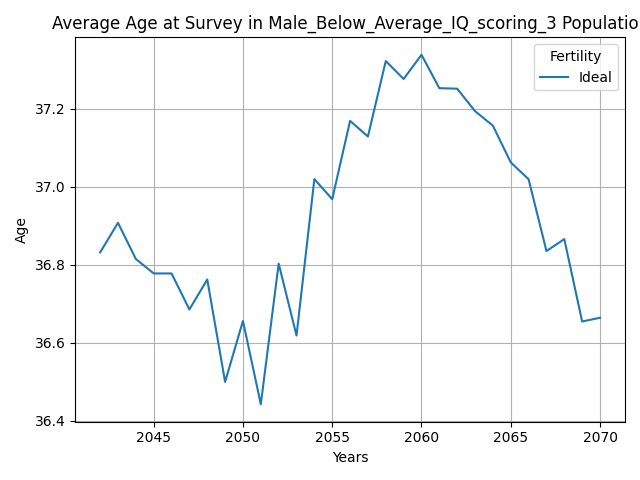 Average Age at Survey in Male_Below_Average_IQ_scoring_3 Populatio
Fertility
Ideal
Age
37.2
37.0
36.8
36.6
36.4
2045 2050 2055 2060 2065 2070
Years